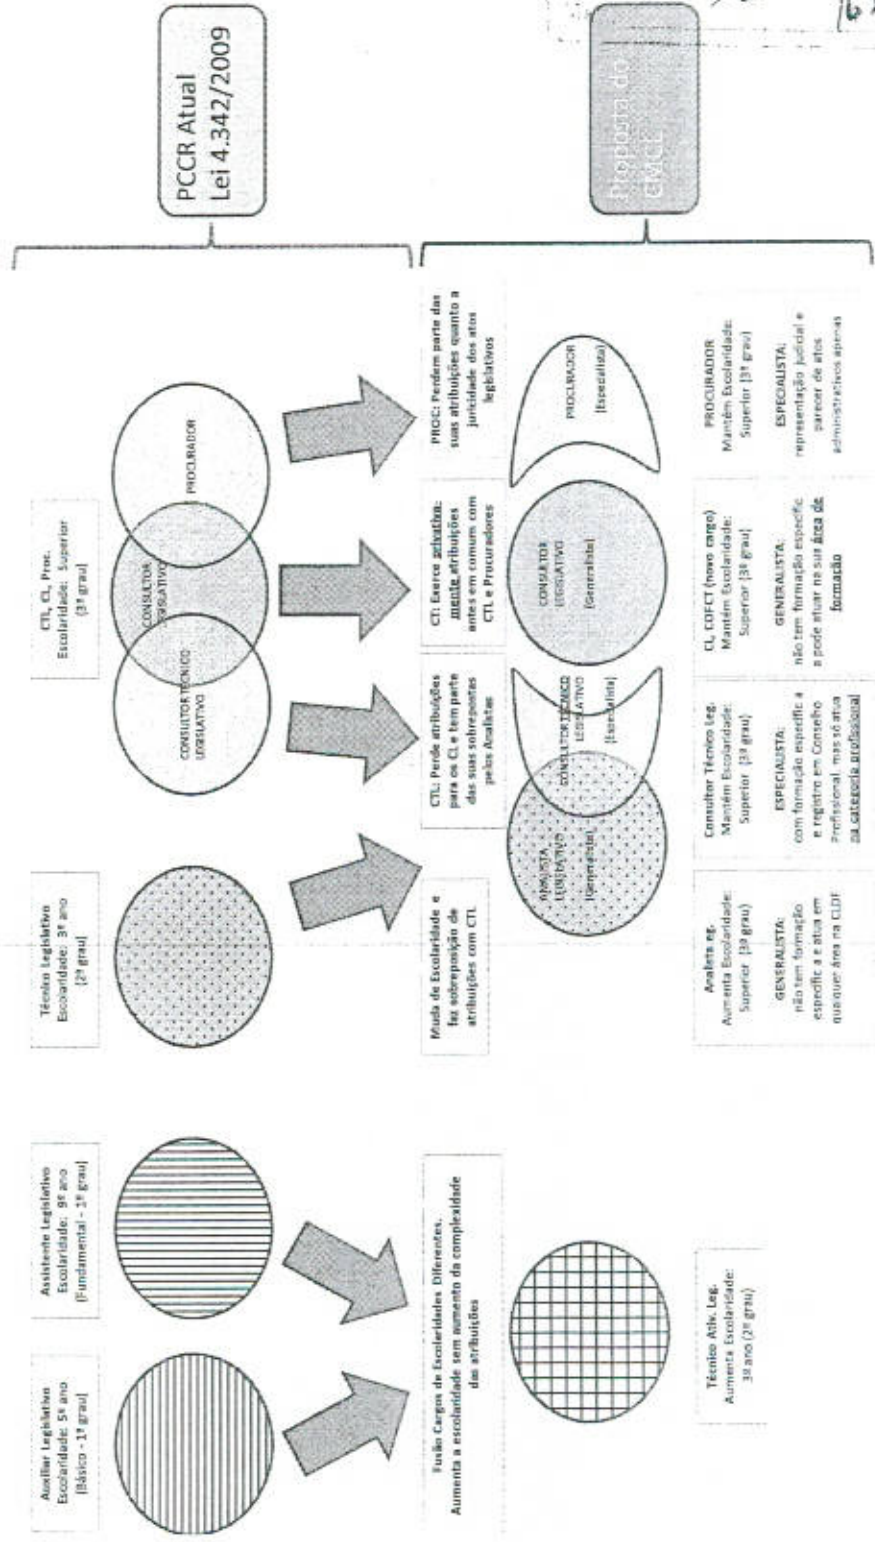 Auxiliar Legislativo
Escolaridade: 5º ano
(Básico - 1º grau)
Assistente Legislativo
Escolaridade: 9º ano
(Fundamental - 1º grau)
Técnico Legislativo
Escolaridade: 3º ano
(2º grau)
CTL, CL, Proc.
Escolaridade: Superior
(3º grau)
CONSULTOR TÉCNICO
LEGISLATIVO
CONSULTOR
LEGISLATIVO
PROCURADOR
PCCR Atual
Lei 4.342/2009
Fusão Cargos de Escolaridades Diferentes.
Aumenta a escolaridade sem aumento da complexidade
das atribuições
Muda de Escolaridade e
faz sobreposição de
atribuições com CTL
CTL: Perde atribuições
para os CL e tem parte
das suas sobrepostas
pelos Analistas
CT: Exerce privativa-
mente atribuições
antes em comum com
CTL e Procuradores
PROC: Perdem parte das
suas atribuições quanto a
juridicidade dos atos
legislativos
ANALISTA
LEGISLATIVO
(Generalista)
CONSULTOR TÉCNICO
LEGISLATIVO
(Especialista)
CONSULTOR
LEGISLATIVO
(Generalista)
PROCURADOR
(Especialista)
Proposta do
Técnico Ativ. Leg.
Aumenta Escolaridade:
3º ano (2º grau)
Analista eg.
Aumenta Escolaridade:
Superior (3º grau)
GENERALISTA:
não tem formação
específic a e atua em
qualquer área na CLDF
Consultor Técnico Leg.
Mantém Escolaridade:
Superior (3º grau)
ESPECIALISTA:
com formação específic a
e registro em Conselho
Profissional, mas só atua
na categoria profissional
CL, COFCT (novo cargo)
Mantém Escolaridade:
Superior (3º grau)
GENERALISTA:
não tem formação específic
a pode atuar na sua área de
formação
PROCURADOR
Mantém Escolaridade:
Superior (3º grau)
ESPECIALISTA:
representação judicial e
parecer de atos
administrativos apenas